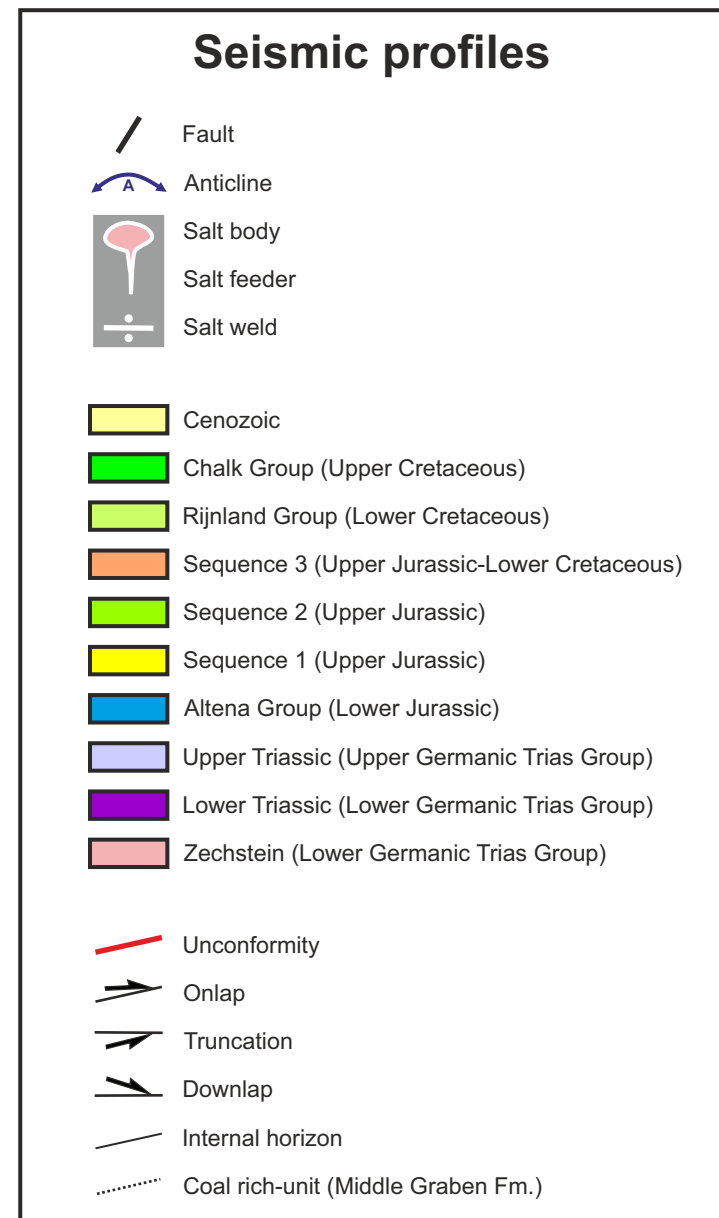 Seismic profiles
Fault
A
Anticline
Salt body
Salt feeder
Salt weld
Cenozoic
Chalk Group (Upper Cretaceous)
Rijnland Group (Lower Cretaceous)
Sequence 3 (Upper Jurassic-Lower Cretaceous)
Sequence 2 (Upper Jurassic)
Sequence 1 (Upper Jurassic)
Altena Group (Lower Jurassic)
Upper Triassic (Upper Germanic Trias Group)
Lower Triassic (Lower Germanic Trias Group)
Zechstein (Lower Germanic Trias Group)
Unconformity
Onlap
Truncation
Downlap
Internal horizon
Coal rich-unit (Middle Graben Fm.)